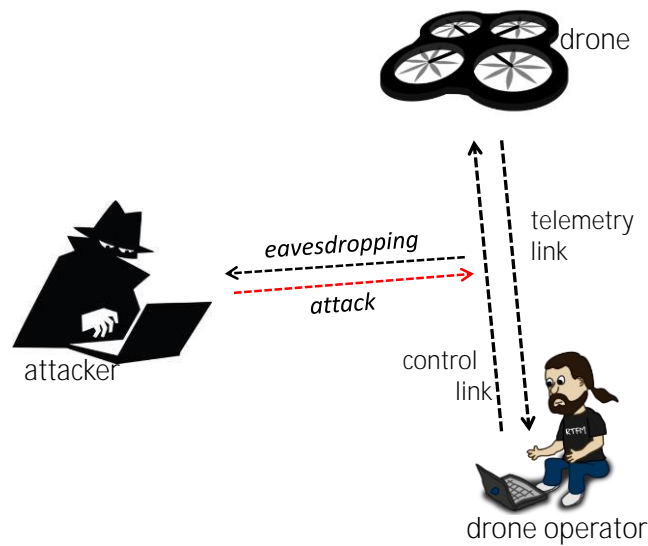 drone
telemetry
link
eavesdropping
attack
attacker
control
link
RTFM
drone operator